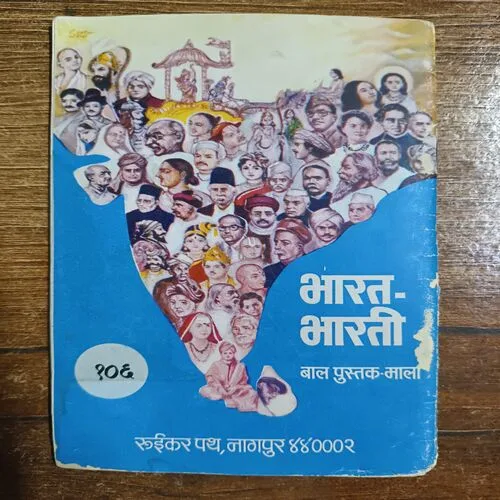 भारत-
भारती
बाल पुस्तक-माला
१०६
रूईकर पथ, नागपुर ४४०००२